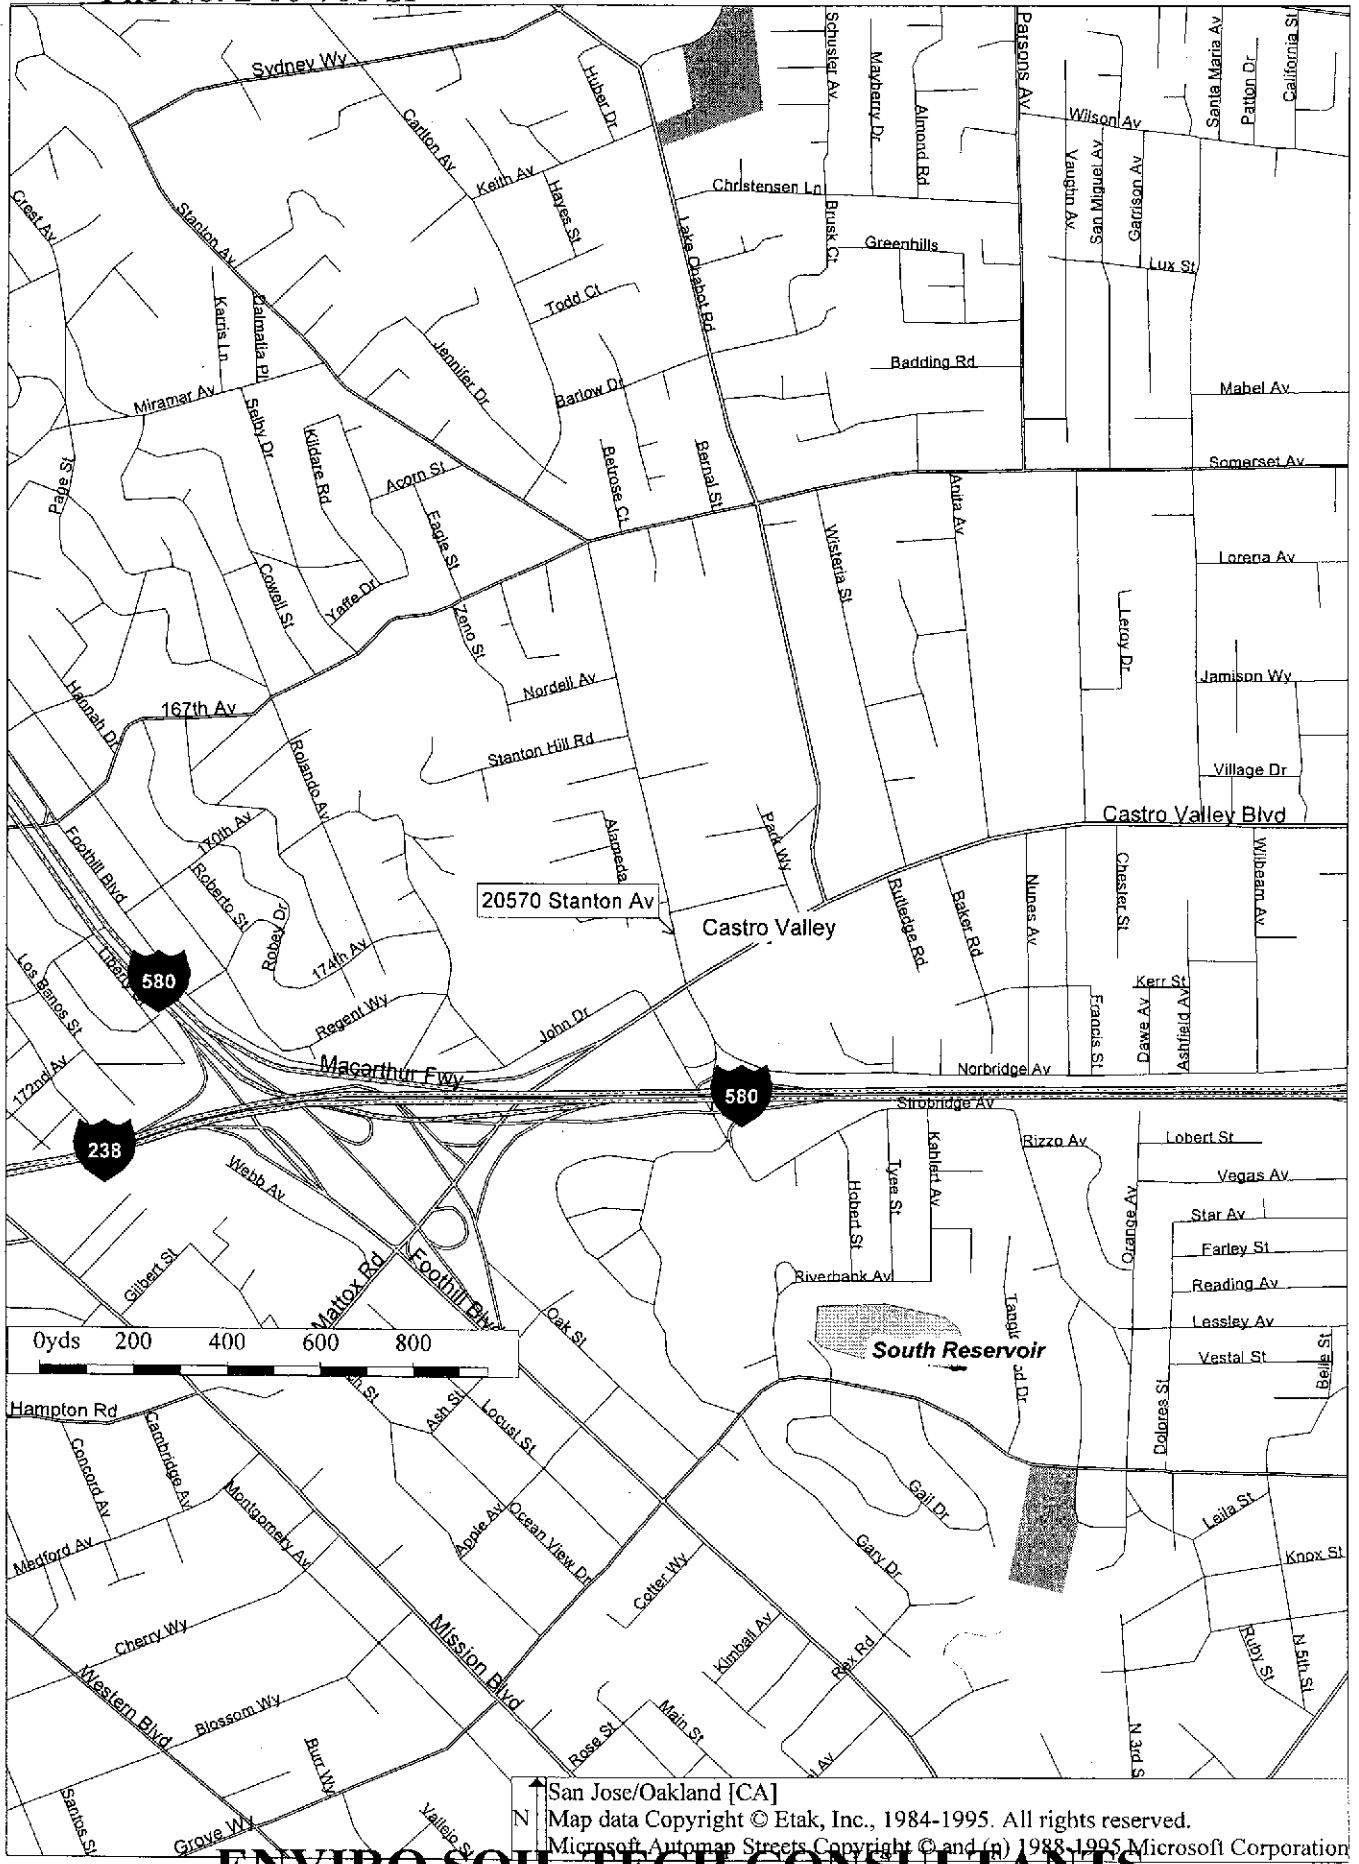 Sydney Wy
Huber Dr
Schuster Av
Mayberry Dr
Almond Rd
Parsons Av
Santa Maria Av
Patton Dr
California St
Wilson Av
Carlton Av
Keith Av
Hayes St
Christensen Ln
Vaughn Av
San Miguel Av
Garrison Av
Crest Av
Stanton Av
Lake Chabot Rd
Brusk Ct
Greenhills
Lux St
Karris Ln
Dalmatia Pl
Todd Ct
Jennifer Dr
Badding Rd
Barlow Dr
Mabel Av
Miramar Av
Selby Dr
Kildare Rd
Page St
Acorn St
Betrose Ct
Bernal St
Somerset Av
Anita Av
Eagle St
Wisteria St
Lorena Av
Cowell St
Yaffe Dr
Zeno St
Leroy Dr
Nordell Av
Jamison Wy
Hannah Dr
167th Av
Stanton Hill Rd
Rolando Av
Village Dr
Castro Valley Blvd
Foothill Blvd
170th Av
Alameda
Park Wy
Roberto St
20570 Stanton Av
Castro Valley
Rutledge Rd
Baker Rd
Nunes Av
Chester St
Wilbeam Av
Robey Dr
174th Av
Los Banos St
580
Regent Wy
John Dr
Kerr St
Francis St
Dawe Av
Ashfield Av
172nd Av
Macarthur Fwy
Norbridge Av
580
Strobridge Av
238
Rizzo Av
Lobert St
Webb Av
Kahlert Av
Tyee St
Hobert St
Vegas Av
Orange Av
Star Av
Farley St
Gilbert St
Mattox Rd
Foothill Blvd
Riverbank Av
Reading Av
Oak St
Lessley Av
0yds 200 400 600 800
South Reservoir
Vestal St
Belle St
Hampton Rd
Ash St
Locust St
Dolores St
Concord Av
Cambridge Av
Montgomery Av
Apple Av
Ocean View Dr
Gail Dr
Leila St
Medford Av
Gary Dr
Knox St
Cotter Wy
Cherry Wy
Mission Blvd
Kimball Av
Rex Rd
Ruby St
N 5th St
Western Blvd
Blossom Wy
Rose St
Main St
N 3rd S
Burr Wy
Santos St
Grove Wy
Vallejo St
San Jose/Oakland [CA]
N Map data Copyright © Etak, Inc., 1984-1995. All rights reserved.
Microsoft Automap Streets Copyright © and (p) 1988-1995 Microsoft Corporation
ENVIRO SOIL TECH CONSULTANTS